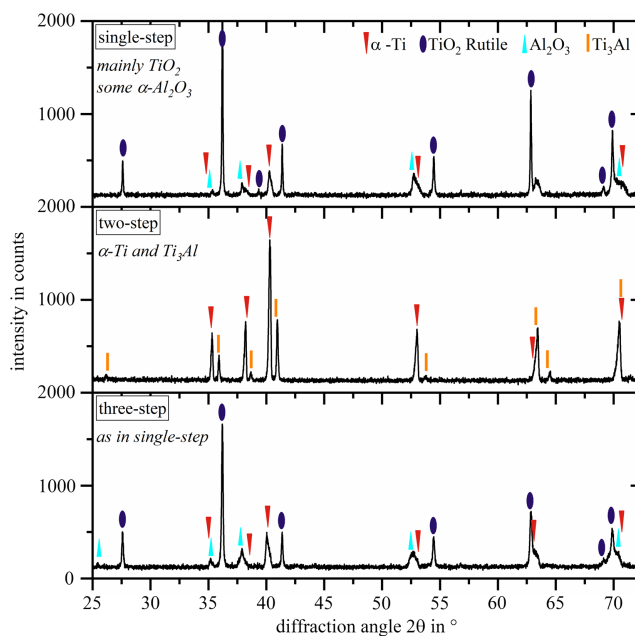 2000
single-step
α -Ti
TiO₂ Rutile
Al₂O₃
Ti₃Al
mainly TiO₂
some α-Al₂O₃
1000
2000
two-step
α-Ti and Ti₃Al
1000
2000
three-step
as in single-step
1000
0
25 30 35 40 45 50 55 60 65 70
intensity in counts
diffraction angle 2θ in °